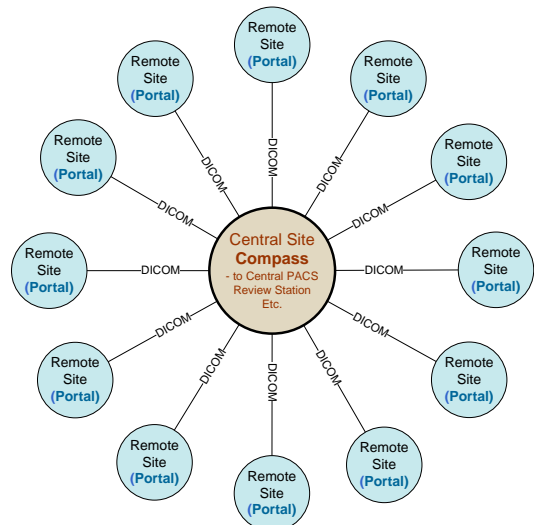 Remote
Site
(Portal)
Remote
Site
(Portal)
Remote
Site
(Portal)
Remote
Site
(Portal)
Remote
Site
(Portal)
Remote
Site
(Portal)
Remote
Site
(Portal)
Remote
Site
(Portal)
Remote
Site
(Portal)
Remote
Site
(Portal)
Remote
Site
(Portal)
Remote
Site
(Portal)
DICOM
DICOM
DICOM
DICOM
DICOM
DICOM
DICOM
DICOM
DICOM
DICOM
DICOM
DICOM
Central Site
Compass
- to Central PACS
Review Station
Etc.